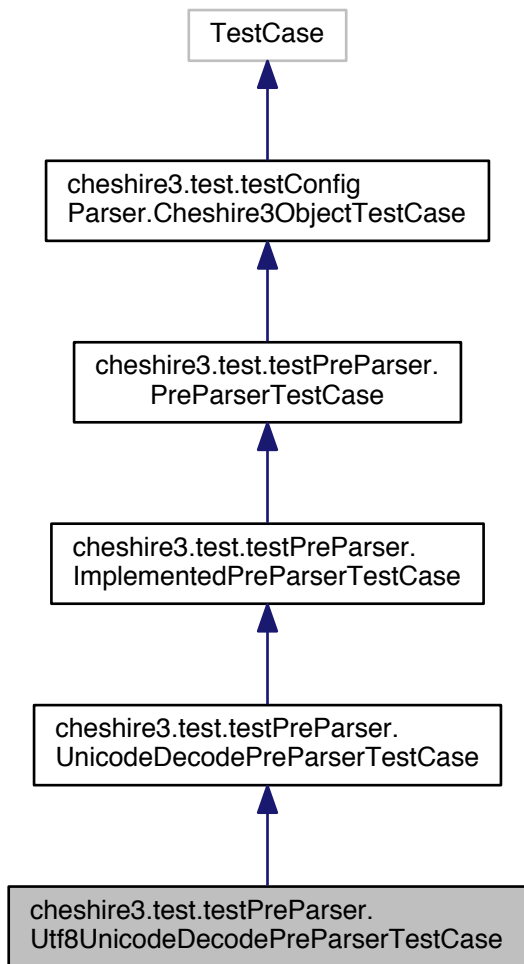 TestCase
cheshire3.test.testConfig
Parser.Cheshire3ObjectTestCase
cheshire3.test.testPreParser.
PreParserTestCase
cheshire3.test.testPreParser.
ImplementedPreParserTestCase
cheshire3.test.testPreParser.
UnicodeDecodePreParserTestCase
cheshire3.test.testPreParser.
Utf8UnicodeDecodePreParserTestCase